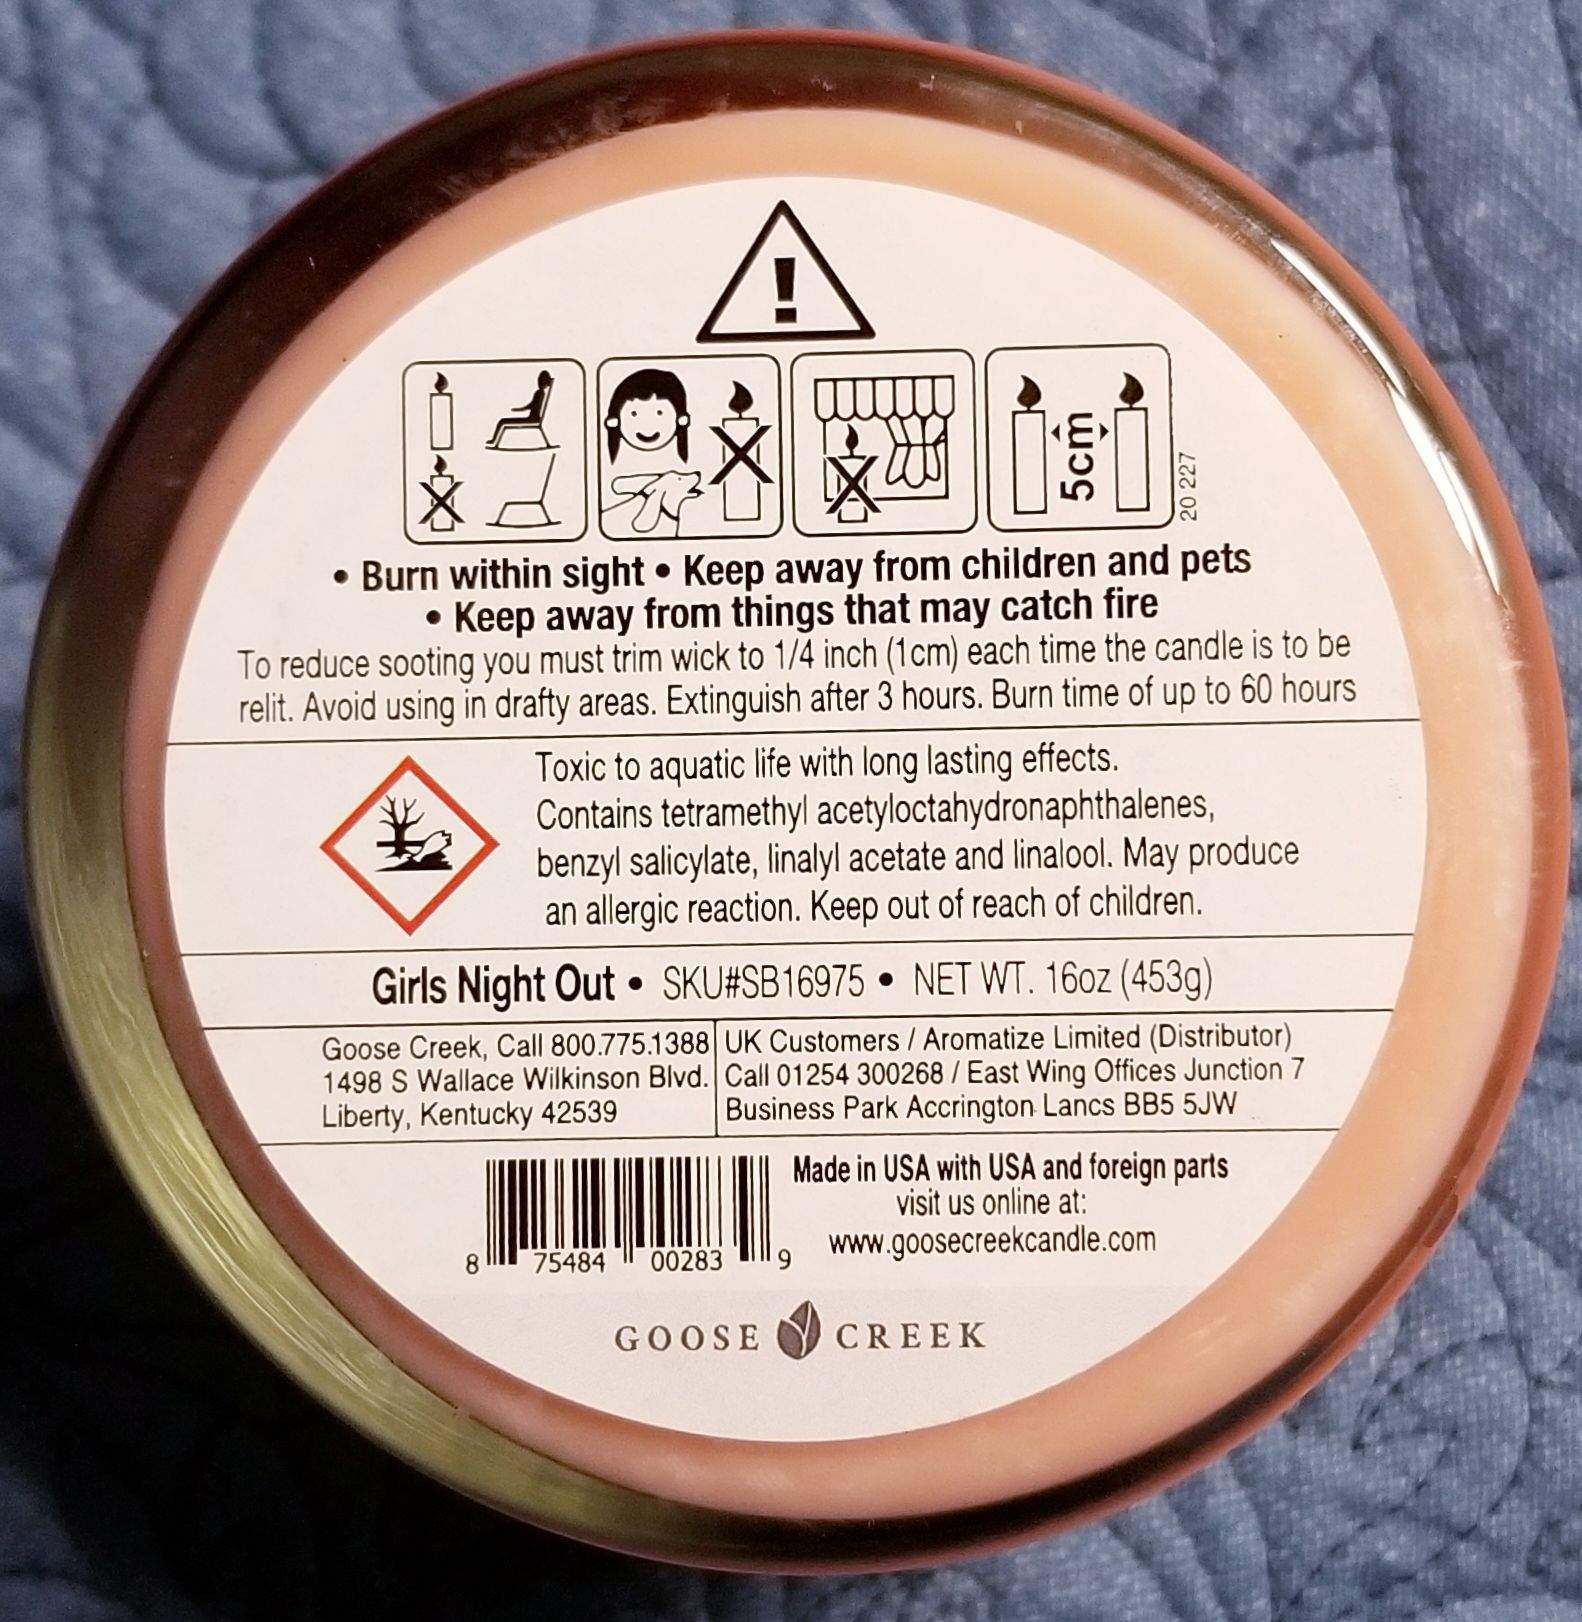 !
5cm
20 227
• Burn within sight • Keep away from children and pets
• Keep away from things that may catch fire
To reduce sooting you must trim wick to 1/4 inch (1cm) each time the candle is to be
relit. Avoid using in drafty areas. Extinguish after 3 hours. Burn time of up to 60 hours
Toxic to aquatic life with long lasting effects.
Contains tetramethyl acetyloctahydronaphthalenes,
benzyl salicylate, linalyl acetate and linalool. May produce
an allergic reaction. Keep out of reach of children.
Girls Night Out • SKU#SB16975 • NET WT. 16oz (453g)
Goose Creek, Call 800.775.1388
1498 S Wallace Wilkinson Blvd.
Liberty, Kentucky 42539
UK Customers / Aromatize Limited (Distributor)
Call 01254 300268 / East Wing Offices Junction 7
Business Park Accrington Lancs BB5 5JW
8 75484 00283 9
Made in USA with USA and foreign parts
visit us online at:
www.goosecreekcandle.com
GOOSE CREEK